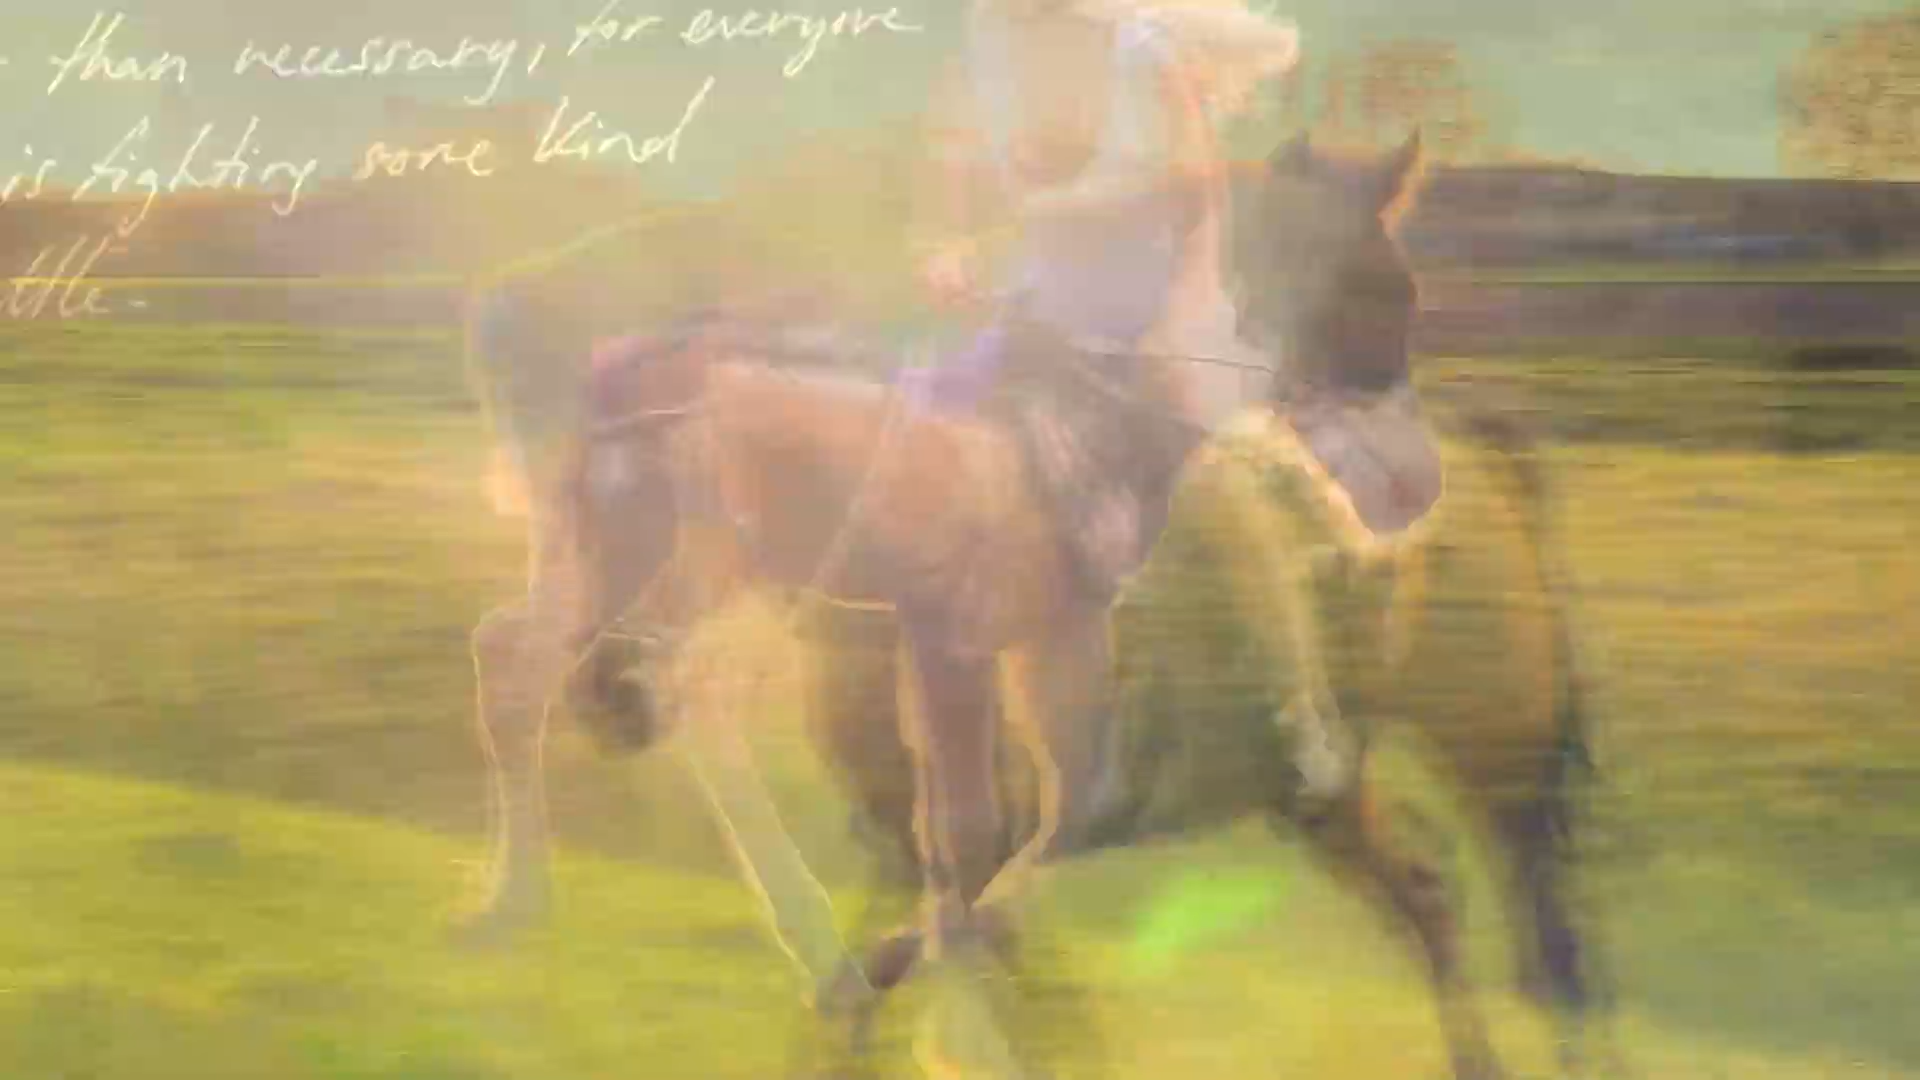 than necessary, for everyone
is fighting some kind
ttle.